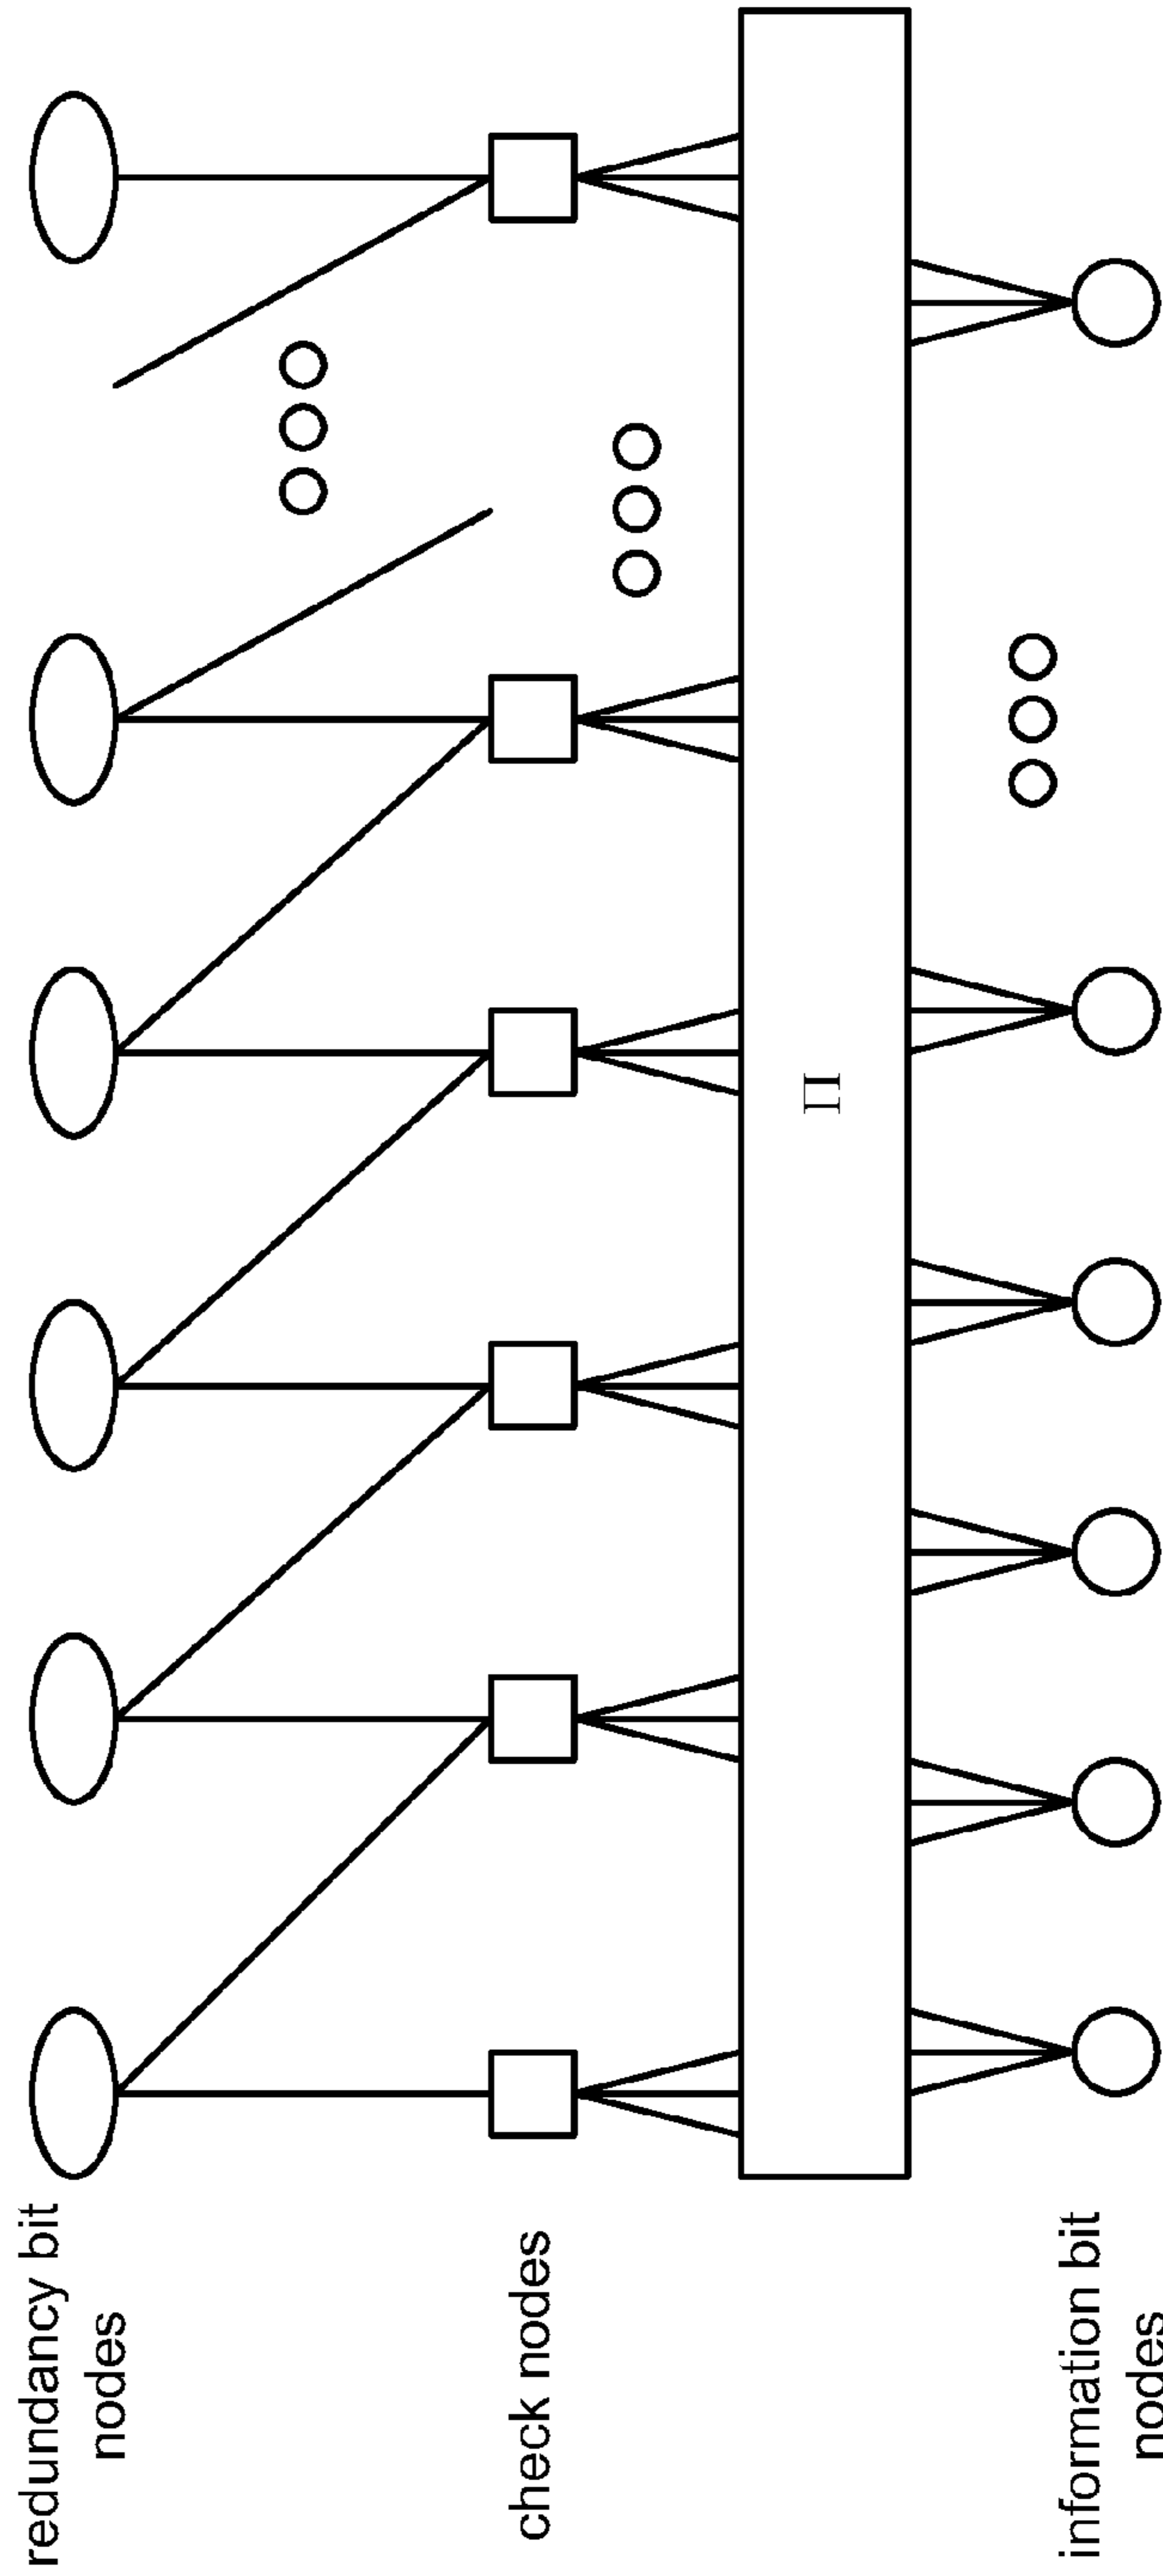 redundancy bit
nodes
check nodes
Π
information bit
nodes